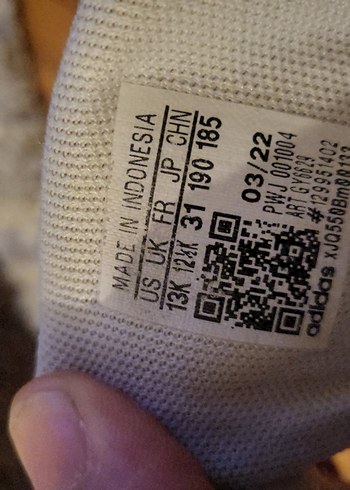 MADE IN INDONESIA
US UK FR JP CHN
13K 12½K 31 190 185
03/22
PWJ 001004
ART
adidas